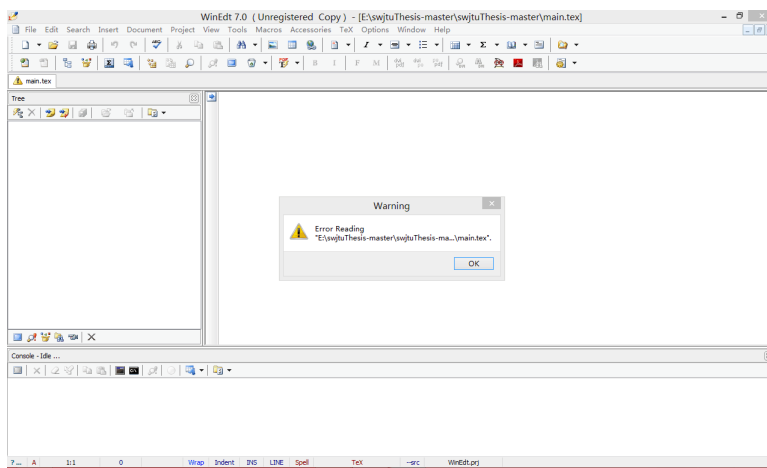 WinEdt 7.0 ( Unregistered Copy ) - [E:\swjtuThesis-master\swjtuThesis-master\main.tex]
File Edit Search Insert Document Project View Tools Macros Accessories TeX Options Window Help
main.tex
Tree
Warning
Error Reading
"E:\swjtuThesis-master\swjtuThesis-ma...\main.tex".
OK
Console - Idle ...
? ... A 1:1 0 Wrap Indent INS LINE Spell TeX --src WinEdt.prj